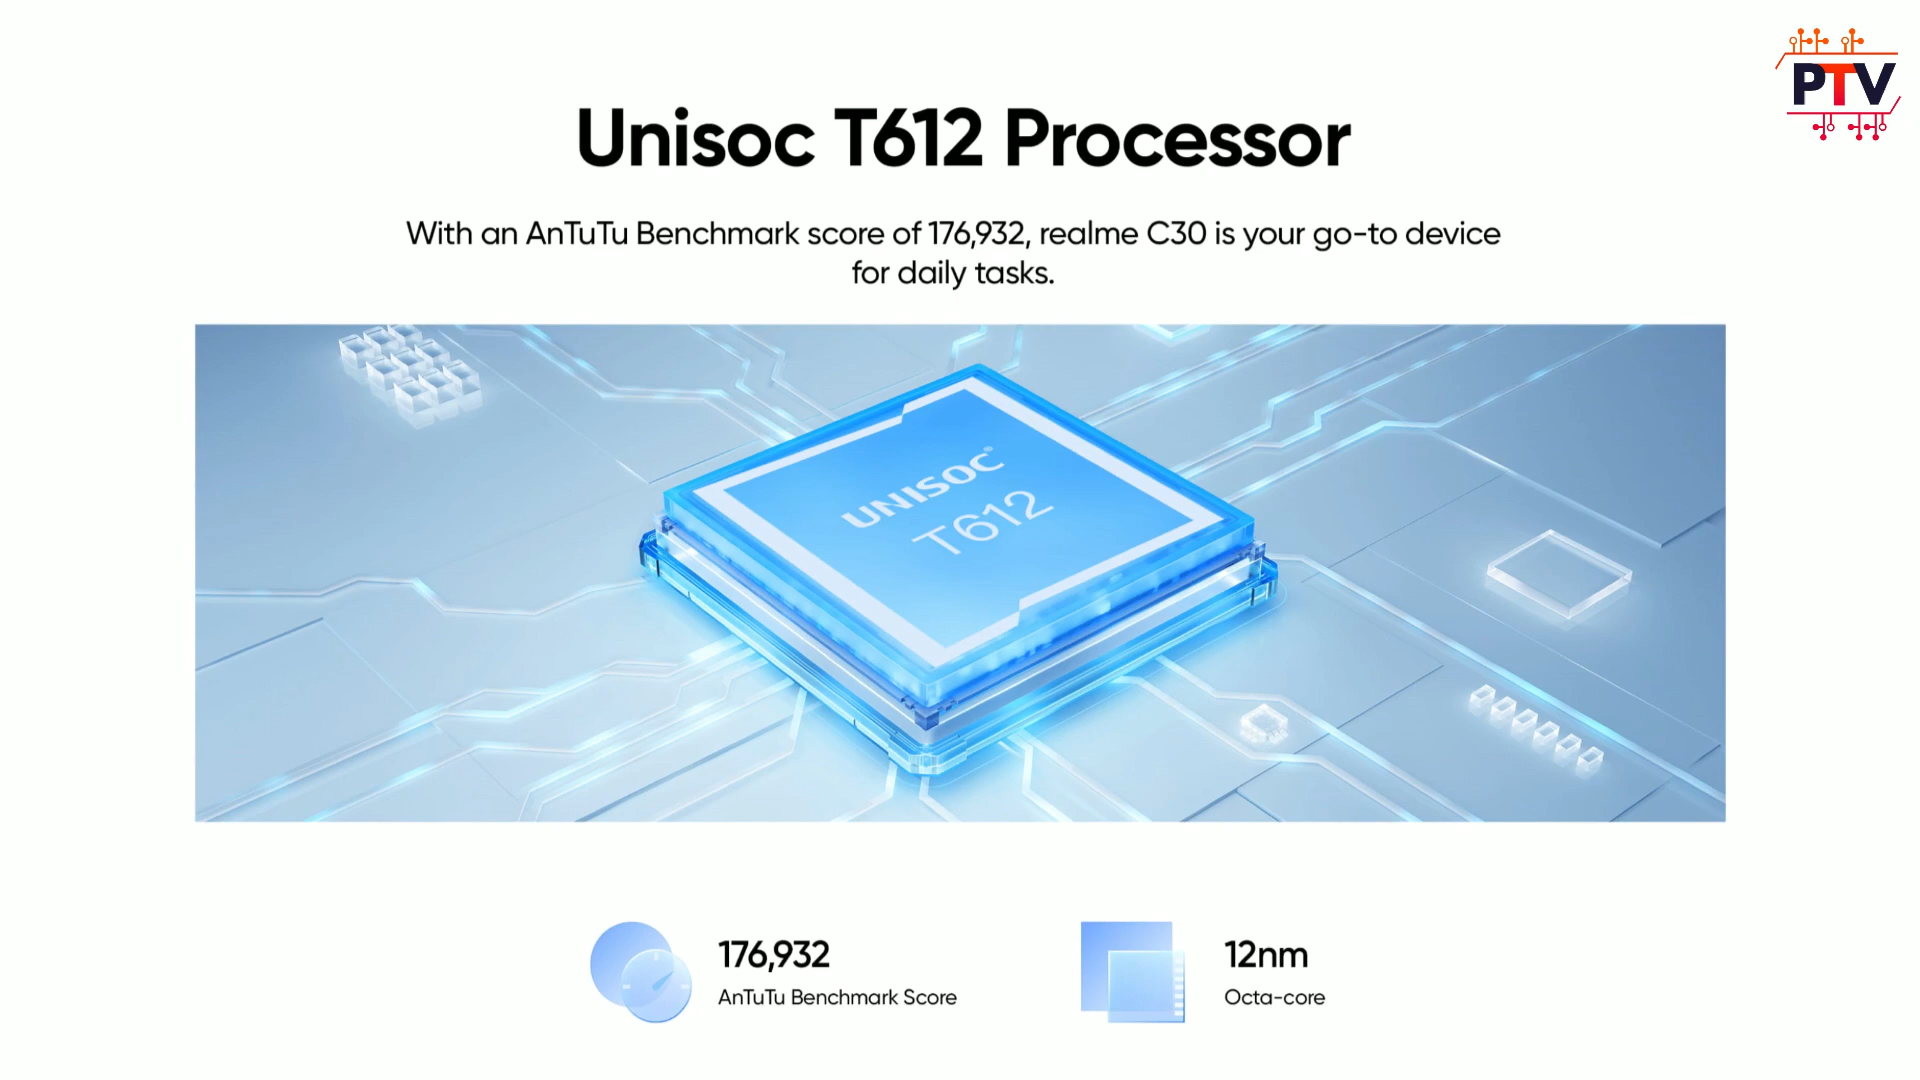 PTV
Unisoc T612 Processor
With an AnTuTu Benchmark score of 176,932, realme C30 is your go-to device
for daily tasks.
UNISOC®
T612
176,932
AnTuTu Benchmark Score
12nm
Octa-core